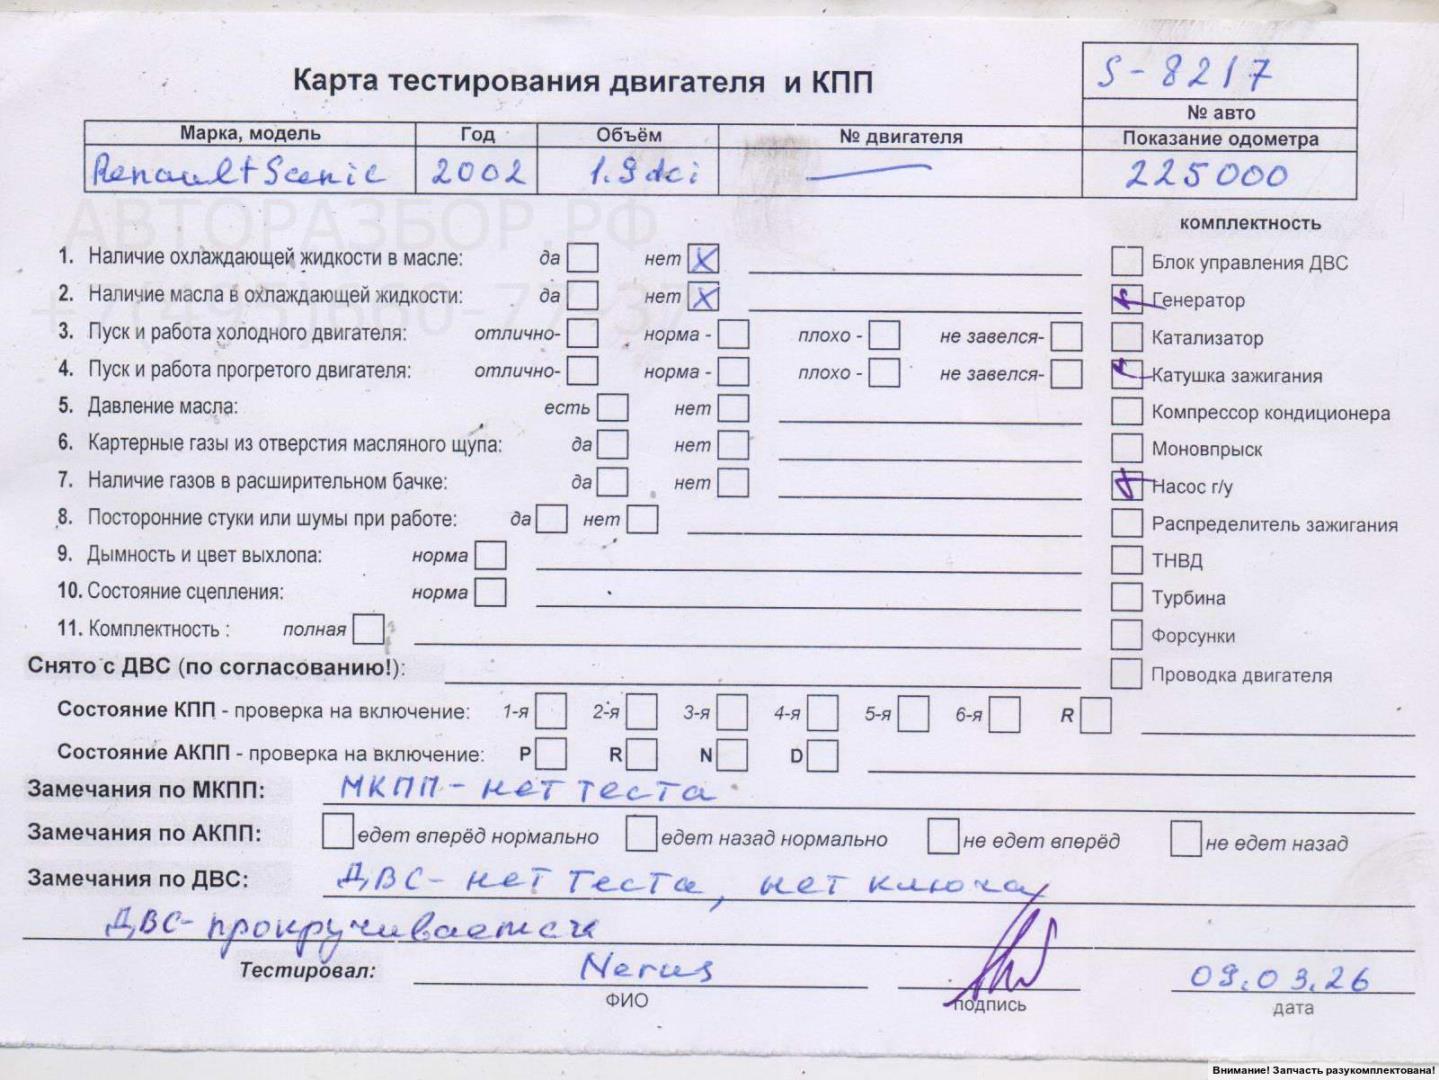 S-8217
Карта тестирования двигателя и КПП
№ авто
Марка, модель Год Объём № двигателя Показание одометра
Renault Scenic 2002 1.9 dci — 225000
АВТОРАЗБОР.РФ
комплектность
1. Наличие охлаждающей жидкости в масле: да нет X Блок управления ДВС
+7(495)660-77-37
2. Наличие масла в охлаждающей жидкости: да нет X Генератор
3. Пуск и работа холодного двигателя: отлично- норма - плохо - не завелся- Катализатор
4. Пуск и работа прогретого двигателя: отлично- норма - плохо - не завелся- Катушка зажигания
5. Давление масла: есть нет Компрессор кондиционера
6. Картерные газы из отверстия масляного щупа: да нет Моновпрыск
7. Наличие газов в расширительном бачке: да нет Насос г/у
8. Посторонние стуки или шумы при работе: да нет Распределитель зажигания
9. Дымность и цвет выхлопа: норма ТНВД
10. Состояние сцепления: норма Турбина
11. Комплектность : полная Форсунки
Снято с ДВС (по согласованию!): Проводка двигателя
Состояние КПП - проверка на включение: 1-я 2-я 3-я 4-я 5-я 6-я R
Состояние АКПП - проверка на включение: P R N D
Замечания по МКПП: МКПП - нет теста
Замечания по АКПП: едет вперёд нормально едет назад нормально не едет вперёд не едет назад
Замечания по ДВС: ДВС - нет теста, нет ключа
ДВС- прокручивается
Тестировал: Nerus 09.03.26
ФИО подпись дата
Внимание! Запчасть разукомплектована!